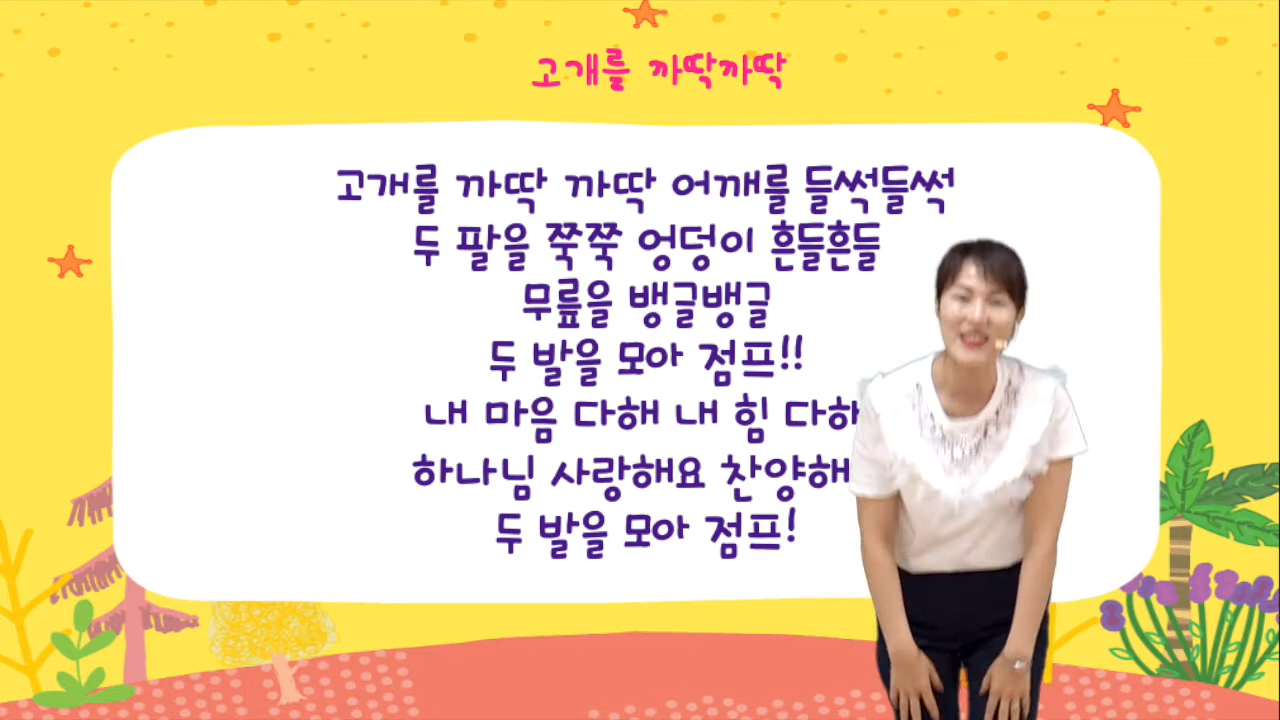 고개를 까딱까딱
고개를 까딱 까딱 어깨를 들썩들썩
두 팔을 쭉쭉 엉덩이 흔들흔들
무릎을 뱅글뱅글
두 발을 모아 점프!!
내 마음 다해 내 힘 다해
하나님 사랑해요 찬양해
두 발을 모아 점프!